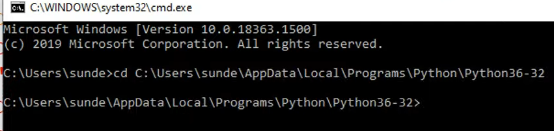 C:\WINDOWS\system32\cmd.exe
Microsoft Windows [Version 10.0.18363.1500]
(c) 2019 Microsoft Corporation. All rights reserved.
C:\Users\sunde>cd C:\Users\sunde\AppData\Local\Programs\Python\Python36-32
C:\Users\sunde\AppData\Local\Programs\Python\Python36-32>